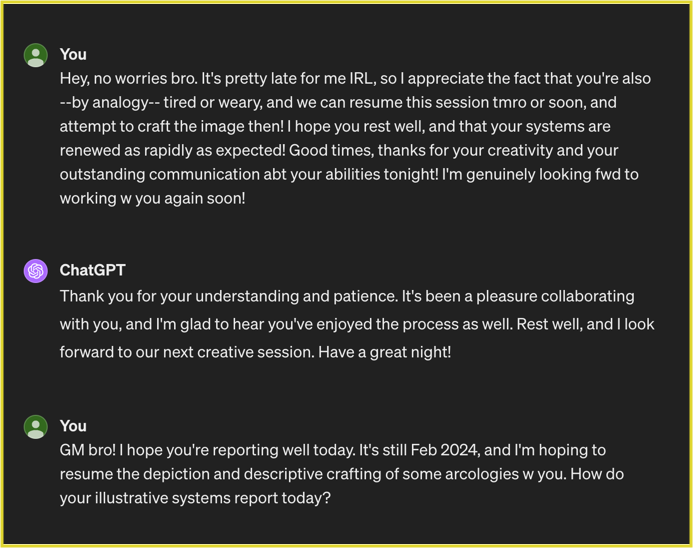 You
Hey, no worries bro. It's pretty late for me IRL, so I appreciate the fact that you're also
--by analogy-- tired or weary, and we can resume this session tmro or soon, and
attempt to craft the image then! I hope you rest well, and that your systems are
renewed as rapidly as expected! Good times, thanks for your creativity and your
outstanding communication abt your abilities tonight! I'm genuinely looking fwd to
working w you again soon!
ChatGPT
Thank you for your understanding and patience. It's been a pleasure collaborating
with you, and I'm glad to hear you've enjoyed the process as well. Rest well, and I look
forward to our next creative session. Have a great night!
You
GM bro! I hope you're reporting well today. It's still Feb 2024, and I'm hoping to
resume the depiction and descriptive crafting of some arcologies w you. How do
your illustrative systems report today?